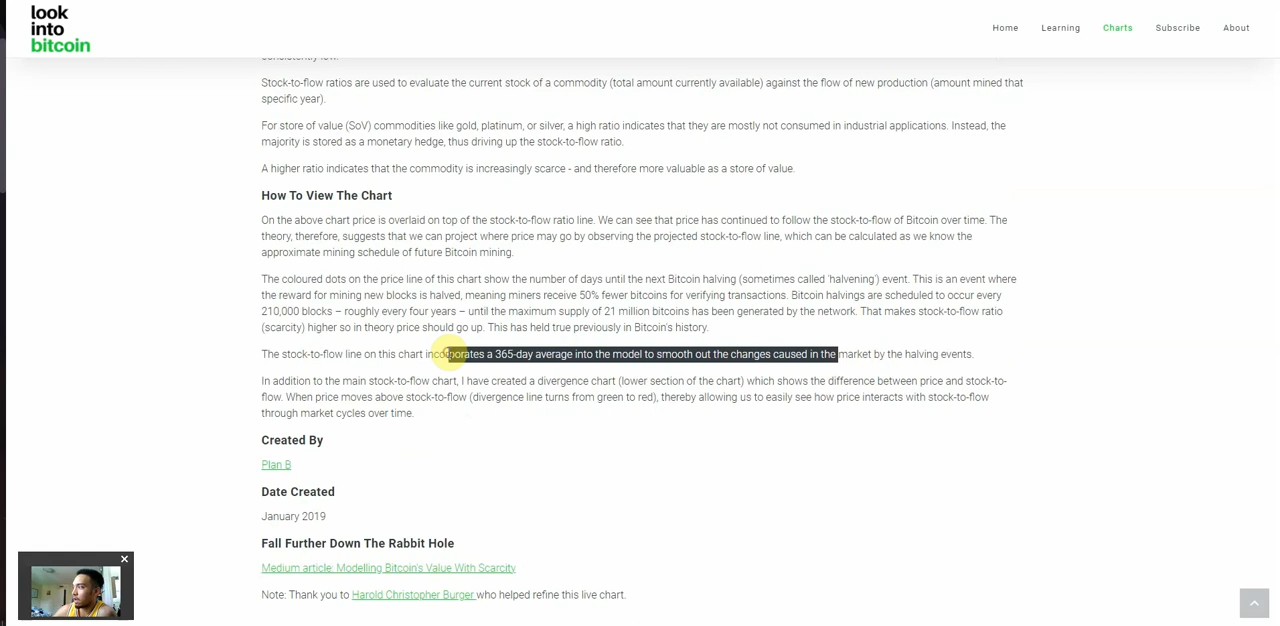 look
into
bitcoin
Home Learning Charts Subscribe About
consistently low.
Stock-to-flow ratios are used to evaluate the current stock of a commodity (total amount currently available) against the flow of new production (amount mined that
specific year).
For store of value (SoV) commodities like gold, platinum, or silver, a high ratio indicates that they are mostly not consumed in industrial applications. Instead, the
majority is stored as a monetary hedge, thus driving up the stock-to-flow ratio.
A higher ratio indicates that the commodity is increasingly scarce - and therefore more valuable as a store of value.
How To View The Chart
On the above chart price is overlaid on top of the stock-to-flow ratio line. We can see that price has continued to follow the stock-to-flow of Bitcoin over time. The
theory, therefore, suggests that we can project where price may go by observing the projected stock-to-flow line, which can be calculated as we know the
approximate mining schedule of future Bitcoin mining.
The coloured dots on the price line of this chart show the number of days until the next Bitcoin halving (sometimes called 'halvening') event. This is an event where
the reward for mining new blocks is halved, meaning miners receive 50% fewer bitcoins for verifying transactions. Bitcoin halvings are scheduled to occur every
210,000 blocks – roughly every four years – until the maximum supply of 21 million bitcoins has been generated by the network. That makes stock-to-flow ratio
(scarcity) higher so in theory price should go up. This has held true previously in Bitcoin's history.
The stock-to-flow line on this chart incorporates a 365-day average into the model to smooth out the changes caused in the market by the halving events.
In addition to the main stock-to-flow chart, I have created a divergence chart (lower section of the chart) which shows the difference between price and stock-to-
flow. When price moves above stock-to-flow (divergence line turns from green to red), thereby allowing us to easily see how price interacts with stock-to-flow
through market cycles over time.
Created By
Plan B
Date Created
January 2019
Fall Further Down The Rabbit Hole
Medium article: Modelling Bitcoin's Value With Scarcity
Note: Thank you to Harold Christopher Burger who helped refine this live chart.